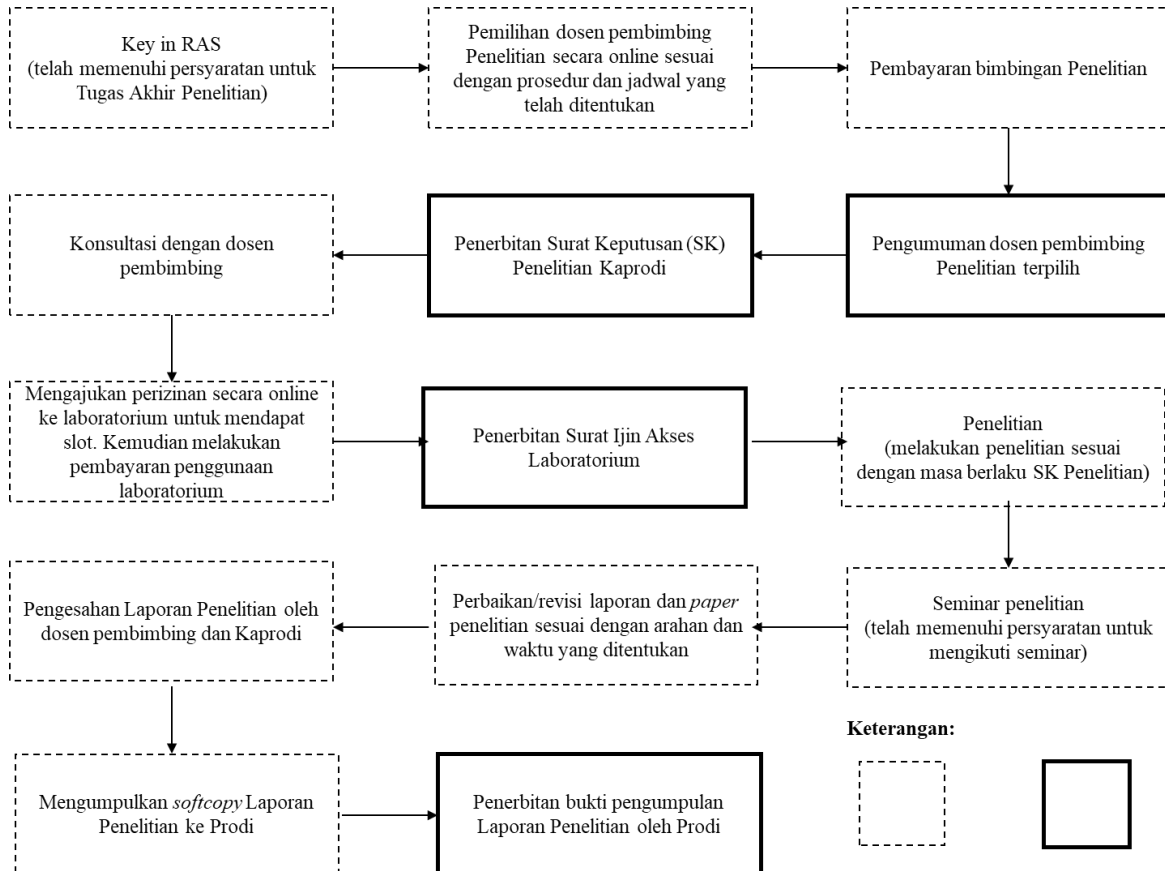 Key in RAS
(telah memenuhi persyaratan untuk
Tugas Akhir Penelitian)
Pemilihan dosen pembimbing
Penelitian secara online sesuai
dengan prosedur dan jadwal yang
telah ditentukan
Pembayaran bimbingan Penelitian
Pengumuman dosen pembimbing
Penelitian terpilih
Penerbitan Surat Keputusan (SK)
Penelitian Kaprodi
Konsultasi dengan dosen
pembimbing
Mengajukan perizinan secara online
ke laboratorium untuk mendapat
slot. Kemudian melakukan
pembayaran penggunaan
laboratorium
Penerbitan Surat Ijin Akses
Laboratorium
Penelitian
(melakukan penelitian sesuai
dengan masa berlaku SK Penelitian)
Seminar penelitian
(telah memenuhi persyaratan untuk
mengikuti seminar)
Perbaikan/revisi laporan dan paper
penelitian sesuai dengan arahan dan
waktu yang ditentukan
Pengesahan Laporan Penelitian oleh
dosen pembimbing dan Kaprodi
Mengumpulkan softcopy Laporan
Penelitian ke Prodi
Penerbitan bukti pengumpulan
Laporan Penelitian oleh Prodi
Keterangan: